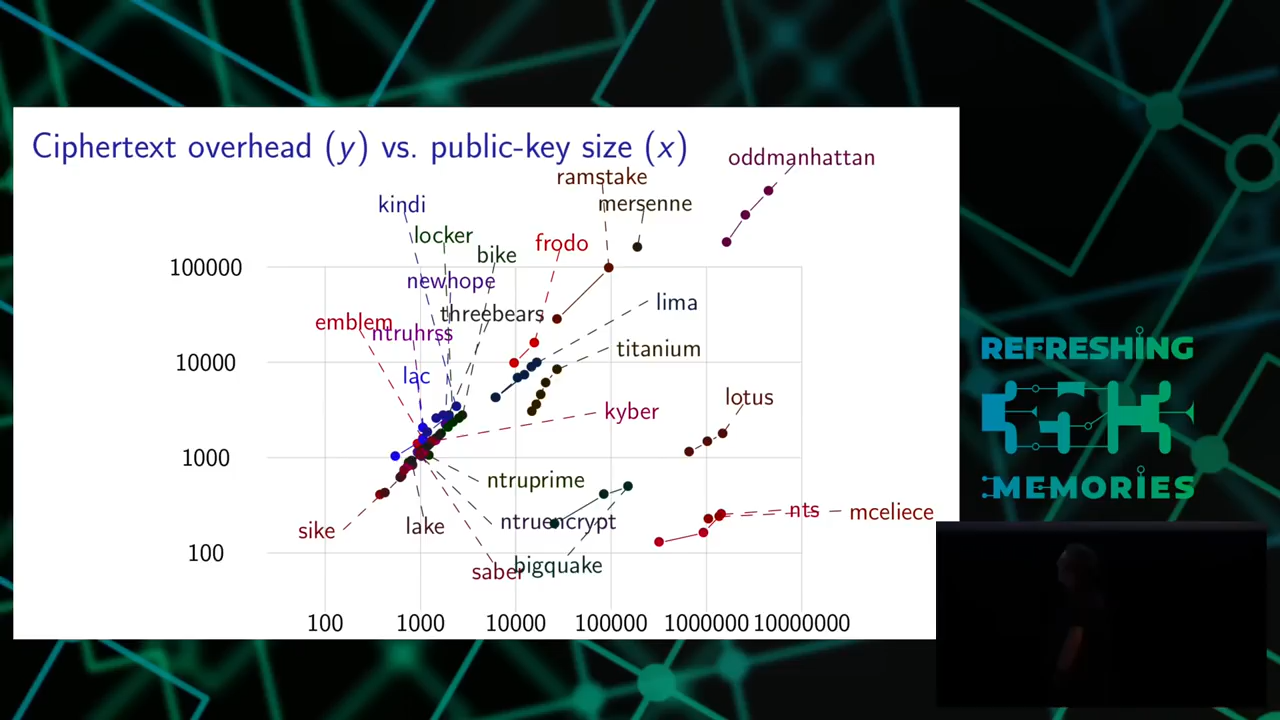 Ciphertext overhead (y) vs. public-key size (x)
oddmanhattan
ramstake
kindi
mersenne
locker
frodo
bike
100000
newhope
lima
threebears
emblem
ntruhrss
titanium
10000
lac
lotus
kyber
1000
ntruprime
nts
mceliece
ntruencrypt
lake
sike
100
bigquake
saber
100 1000 10000 100000 1000000 10000000
REFRESHING
MEMORIES